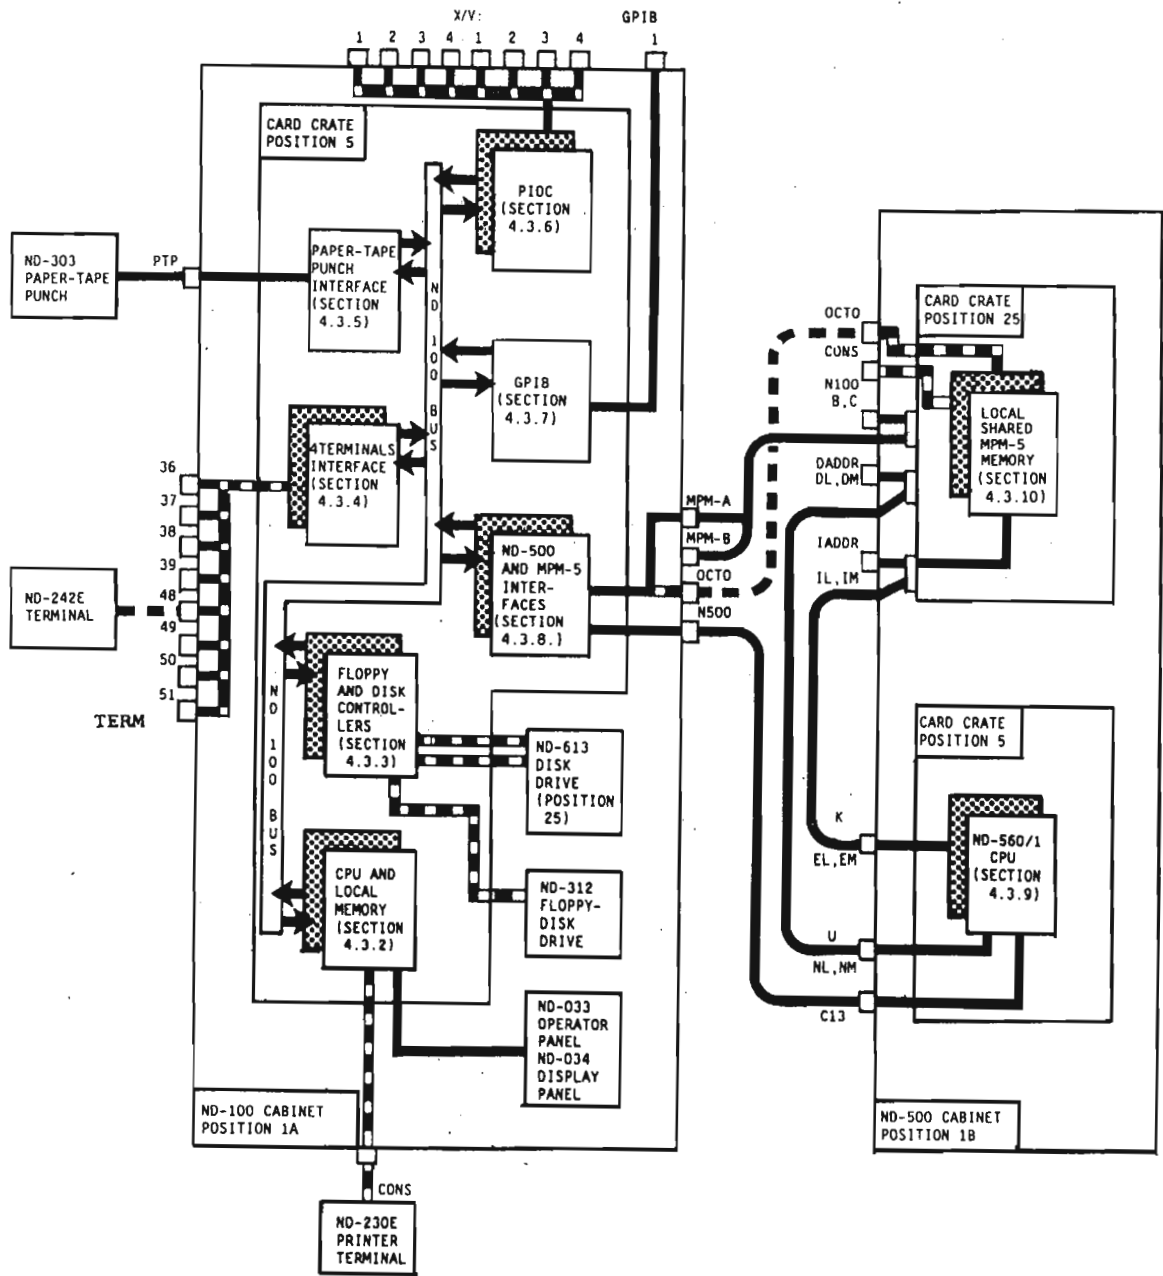 X/V:
GPIB
1
2
3
4
1
2
3
4
1
CARD CRATE
POSITION 5
PIOC
(SECTION
4.3.6)
ND-303
PAPER-TAPE
PUNCH
PTP
PAPER-TAPE
PUNCH
INTERFACE
(SECTION
4.3.5)
ND 100 BUS
GPIB
(SECTION
4.3.7)
4TERMINALS
INTERFACE
(SECTION
4.3.4)
36
37
38
39
48
49
50
51
TERM
ND-242E
TERMINAL
ND-500
AND MPM-5
INTER-
FACES
(SECTION
4.3.8.)
MPM-A
MPM-B
OCTO
N500
ND 100 BUS
FLOPPY
AND DISK
CONTROL-
LERS
(SECTION
4.3.3)
ND-613
DISK
DRIVE
(POSITION
25)
CPU AND
LOCAL
MEMORY
(SECTION
4.3.2)
ND-312
FLOPPY-
DISK
DRIVE
ND-033
OPERATOR
PANEL
ND-034
DISPLAY
PANEL
ND-100 CABINET
POSITION 1A
CONS
ND-230E
PRINTER
TERMINAL
OCTO
CONS
N100
B,C
DADDR
DL,DM
IADDR
IL,IM
CARD CRATE
POSITION 25
LOCAL
SHARED
MPM-5
MEMORY
(SECTION
4.3.10)
CARD CRATE
POSITION 5
K
EL,EM
ND-560/1
CPU
(SECTION
4.3.9)
U
NL,NM
C13
ND-500 CABINET
POSITION 1B